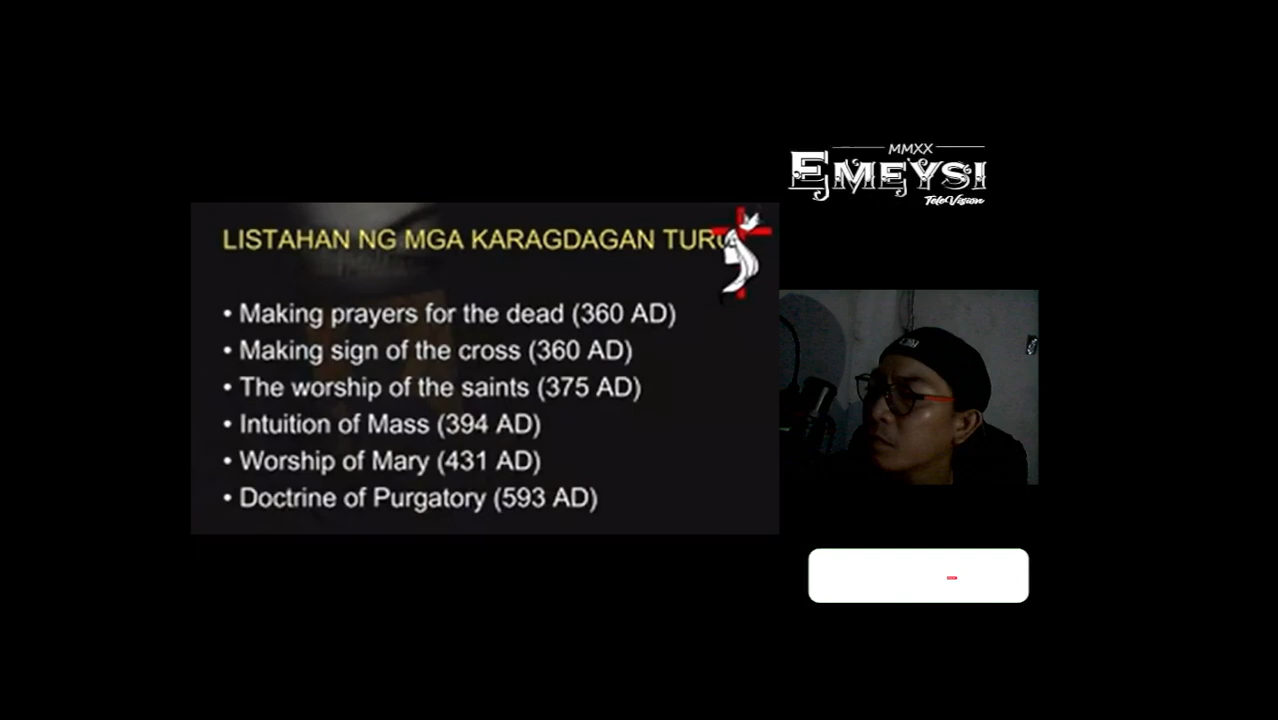 MMXX
EMEYSI
TeleVision
LISTAHAN NG MGA KARAGDAGAN
• Making prayers for the dead (360 AD)
• Making sign of the cross (360 AD)
• The worship of the saints (375 AD)
• Intuition of Mass (394 AD)
• Worship of Mary (431 AD)
• Doctrine of Purgatory (593 AD)